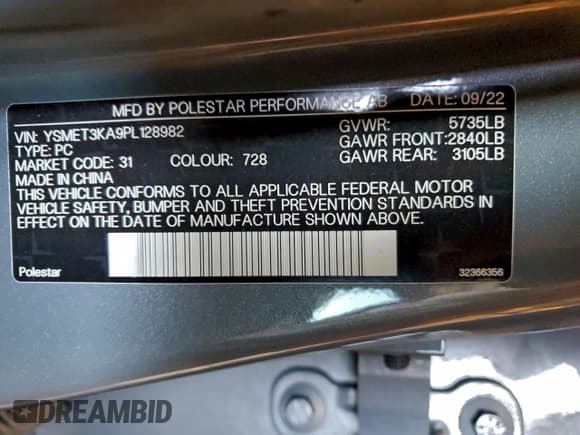 MFD BY POLESTAR PERFORMANCE AB DATE: 09/22
VIN: YSMET3KA9PL128982 GVWR: 5735LB
TYPE: PC GAWR FRONT:2840LB
MARKET CODE: 31 COLOUR: 728 GAWR REAR: 3105LB
MADE IN CHINA
THIS VEHICLE CONFORMS TO ALL APPLICABLE FEDERAL MOTOR
VEHICLE SAFETY, BUMPER AND THEFT PREVENTION STANDARDS IN
EFFECT ON THE DATE OF MANUFACTURE SHOWN ABOVE.
Polestar 32366356
DREAMBID